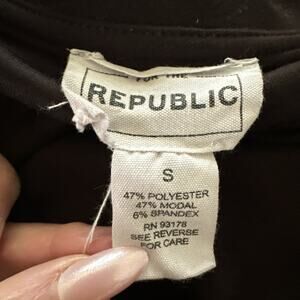 FOR THE
REPUBLIC
S
47% POLYESTER
47% MODAL
6% SPANDEX
RN 93178
SEE REVERSE
FOR CARE